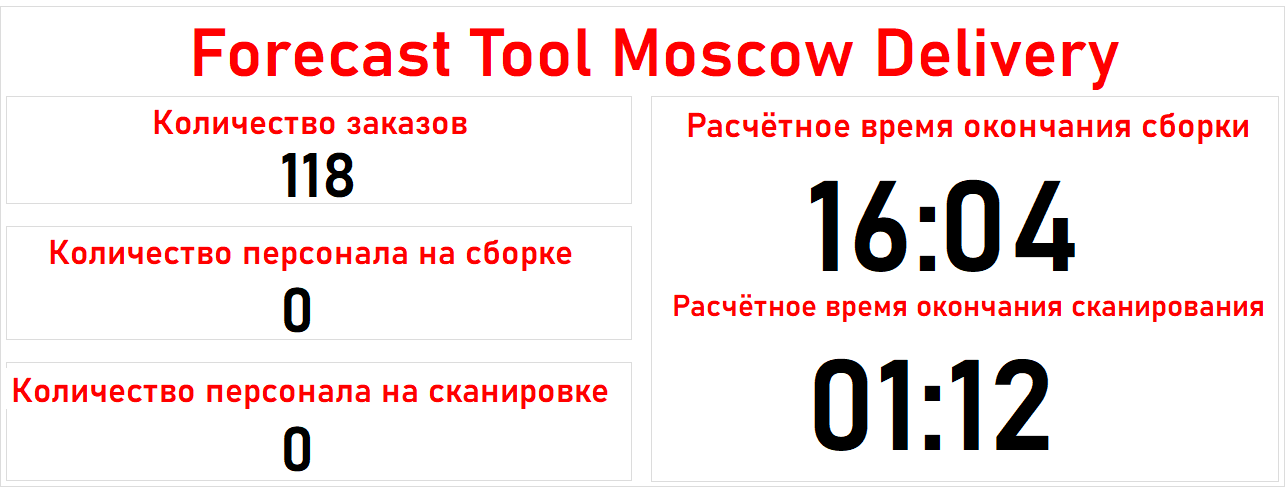 Forecast Tool Moscow Delivery
Количество заказов
118
Количество персонала на сборке
0
Количество персонала на сканировке
0
Расчётное время окончания сборки
16:04
Расчётное время окончания сканирования
01:12